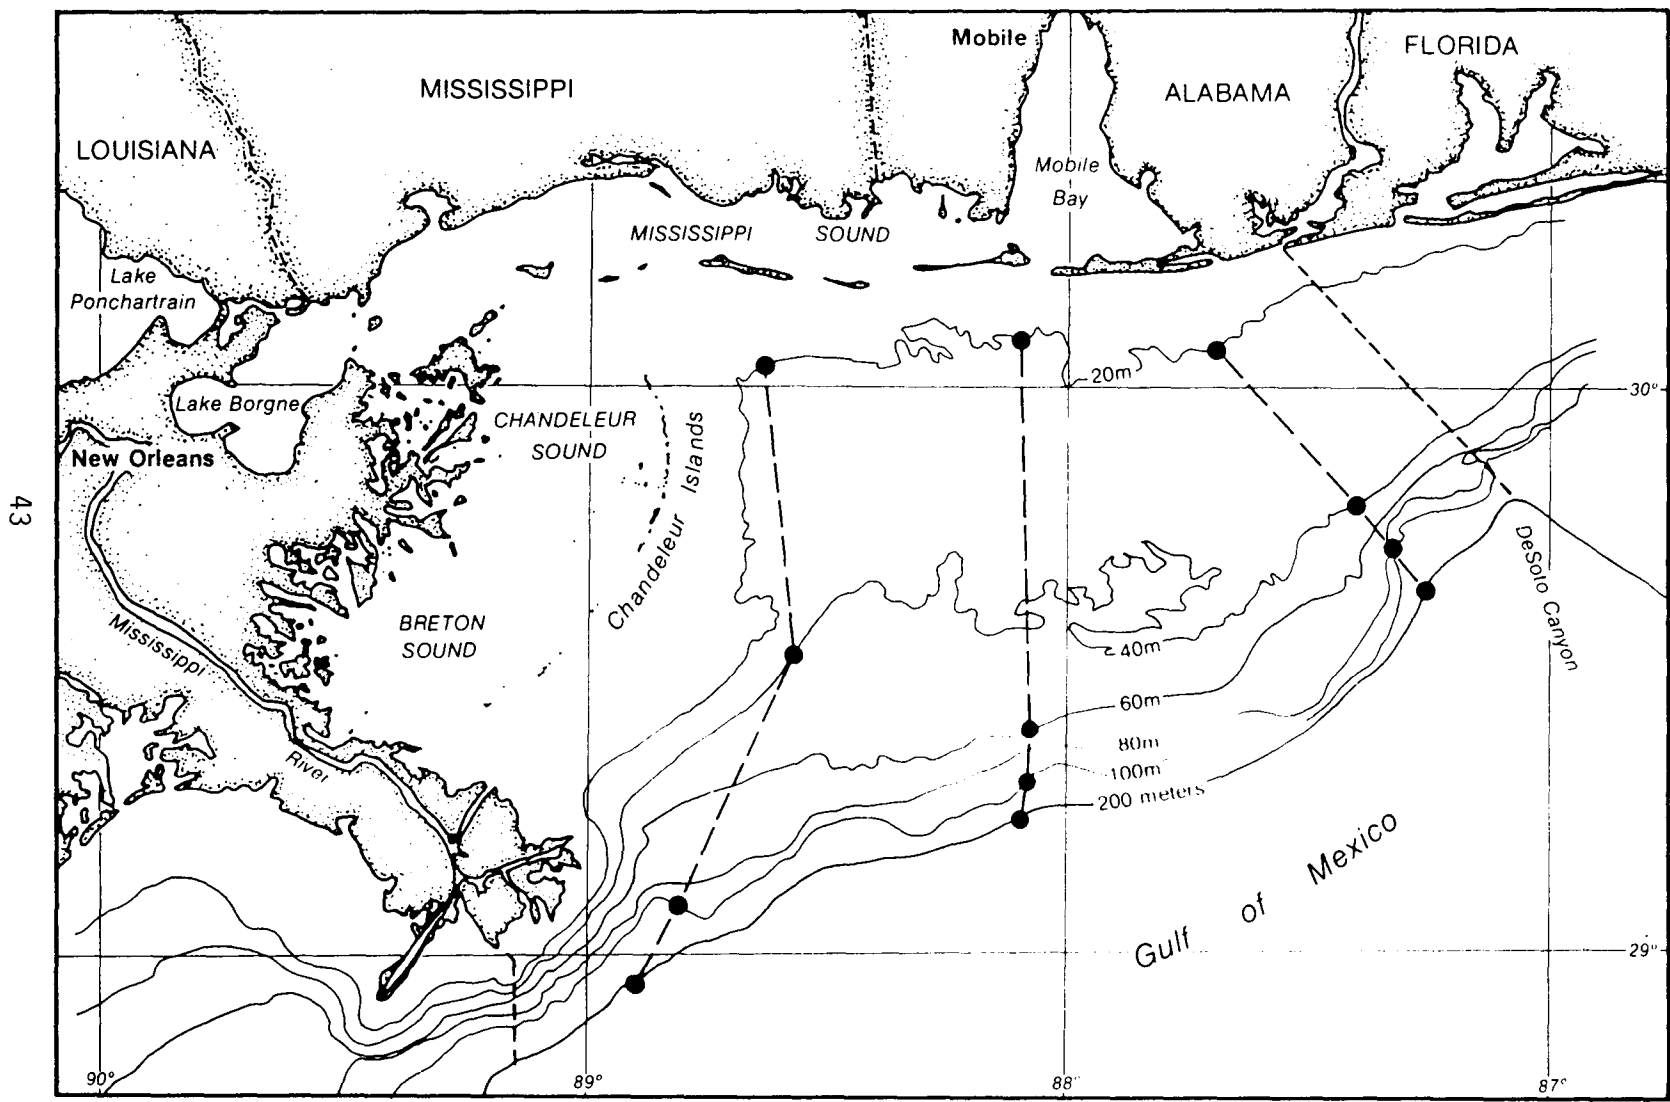 Mobile
FLORIDA
MISSISSIPPI
ALABAMA
LOUISIANA
Mobile
Bay
MISSISSIPPI SOUND
Lake
Ponchartrain
20m
30°
Lake Borgne
CHANDELEUR
SOUND
Chandeleur Islands
New Orleans
43
DeSoto Canyon
BRETON
SOUND
Mississippi
River
40m
60m
80m
100m
200 meters
Gulf of Mexico
29°
90°
89°
88°
87°